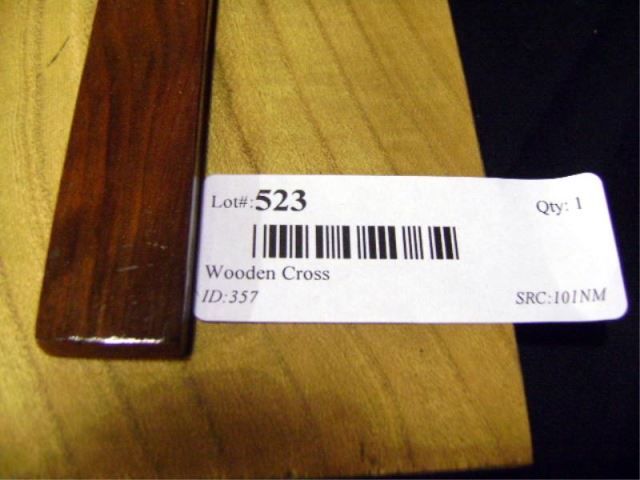 Lot#:523 Qty: 1
Wooden Cross
ID:357 SRC:101NM